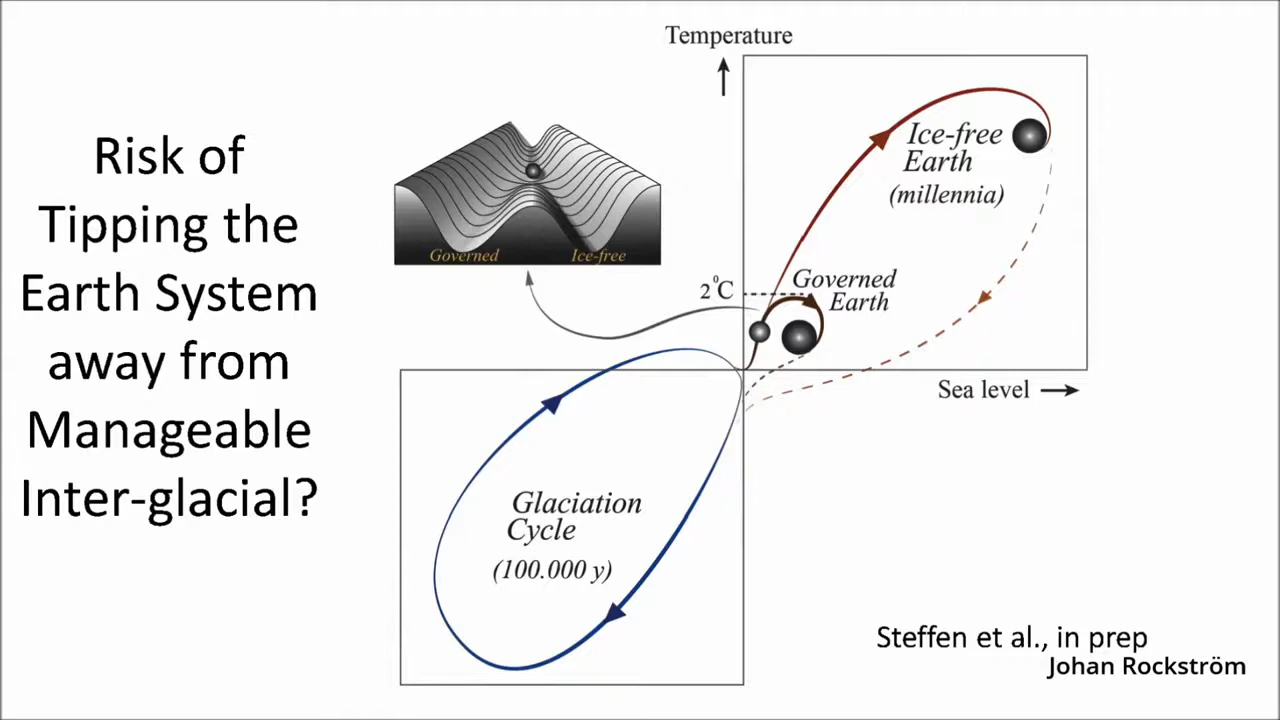 Risk of
Tipping the
Earth System
away from
Manageable
Inter-glacial?
Temperature
Ice-free
Earth
(millennia)
Governed
Ice-free
2°C
Governed
Earth
Sea level
Glaciation
Cycle
(100.000 y)
Steffen et al., in prep
Johan Rockström